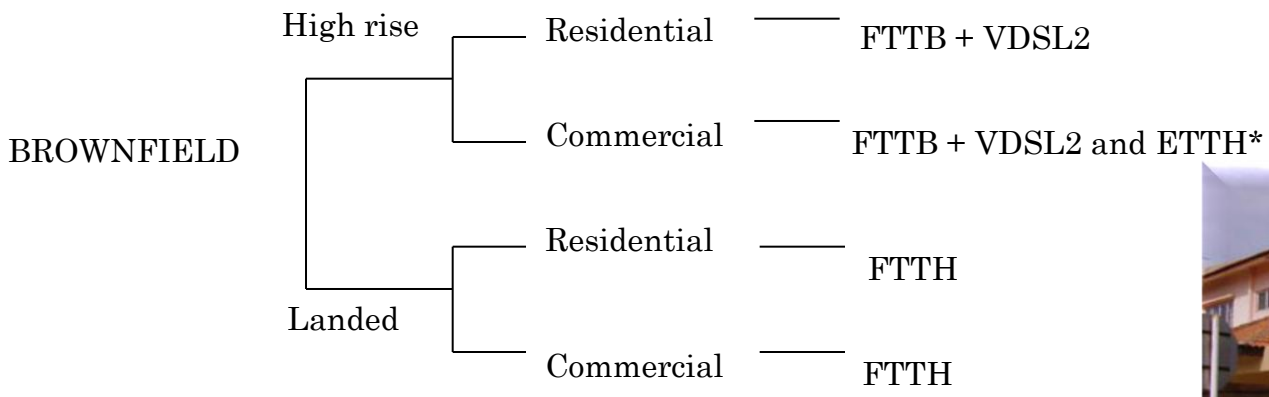 High rise
Residential
FTTB + VDSL2
Commercial
FTTB + VDSL2 and ETTH*
BROWNFIELD
Residential
FTTH
Landed
Commercial
FTTH